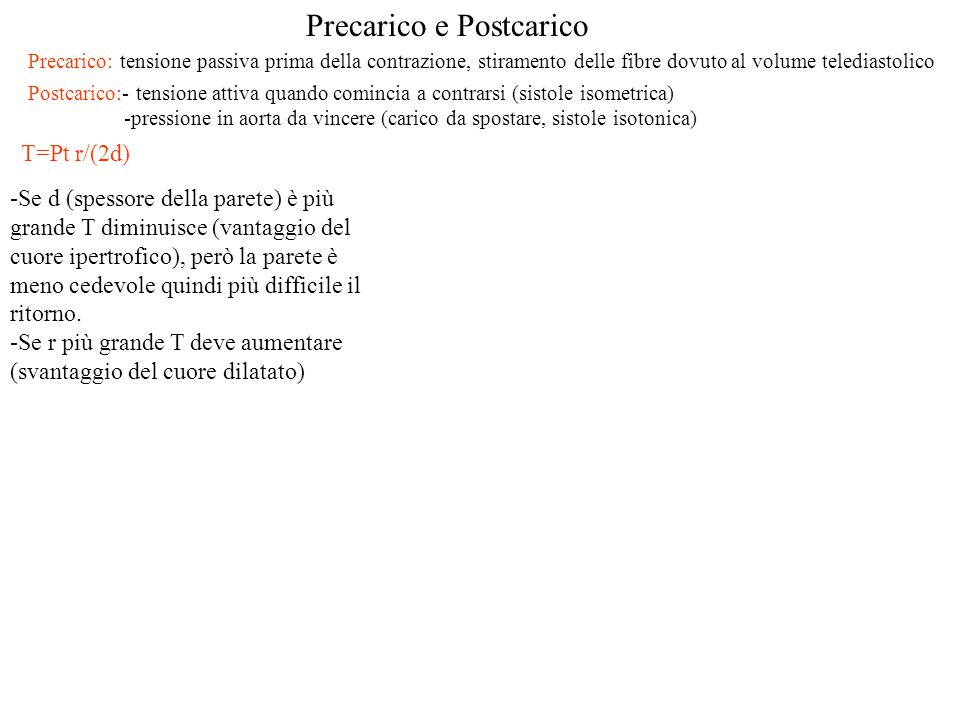 Precarico e Postcarico
Precarico: tensione passiva prima della contrazione, stiramento delle fibre dovuto al volume telediastolico
Postcarico:- tensione attiva quando comincia a contrarsi (sistole isometrica)
-pressione in aorta da vincere (carico da spostare, sistole isotonica)
T=Pt r/(2d)
-Se d (spessore della parete) è più
grande T diminuisce (vantaggio del
cuore ipertrofico), però la parete è
meno cedevole quindi più difficile il
ritorno.
-Se r più grande T deve aumentare
(svantaggio del cuore dilatato)